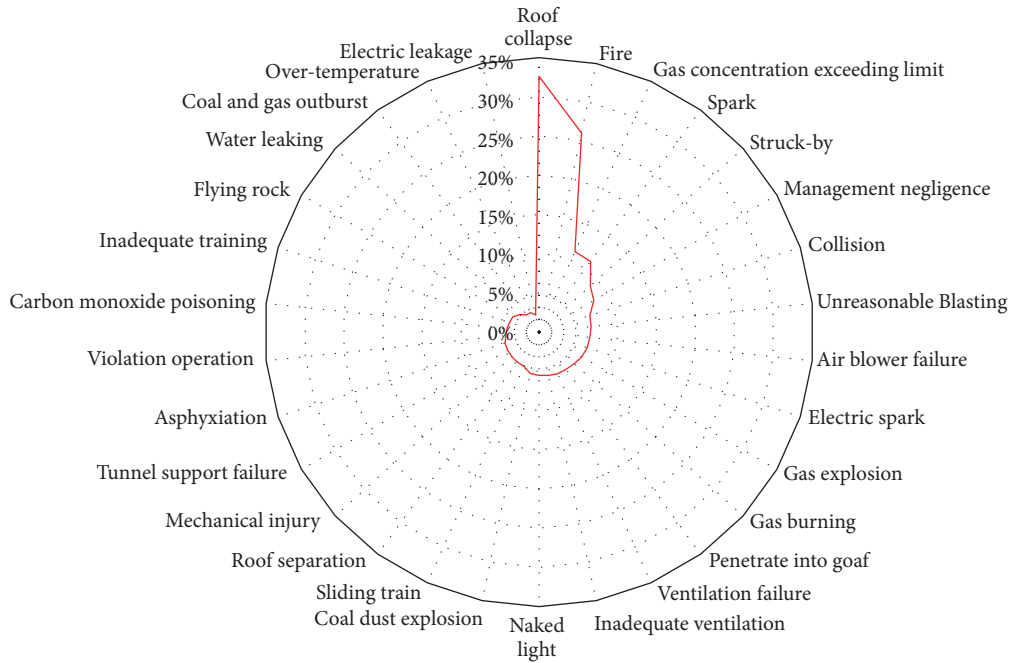 Roof
collapse
Fire
Gas concentration exceeding limit
Spark
Struck-by
Management negligence
Collision
Unreasonable Blasting
Air blower failure
Electric spark
Gas explosion
Gas burning
Penetrate into goaf
Ventilation failure
Inadequate ventilation
Naked
light
Coal dust explosion
Sliding train
Roof separation
Mechanical injury
Tunnel support failure
Asphyxiation
Violation operation
Carbon monoxide poisoning
Inadequate training
Flying rock
Water leaking
Coal and gas outburst
Over-temperature
Electric leakage
35%
30%
25%
20%
15%
10%
5%
0%